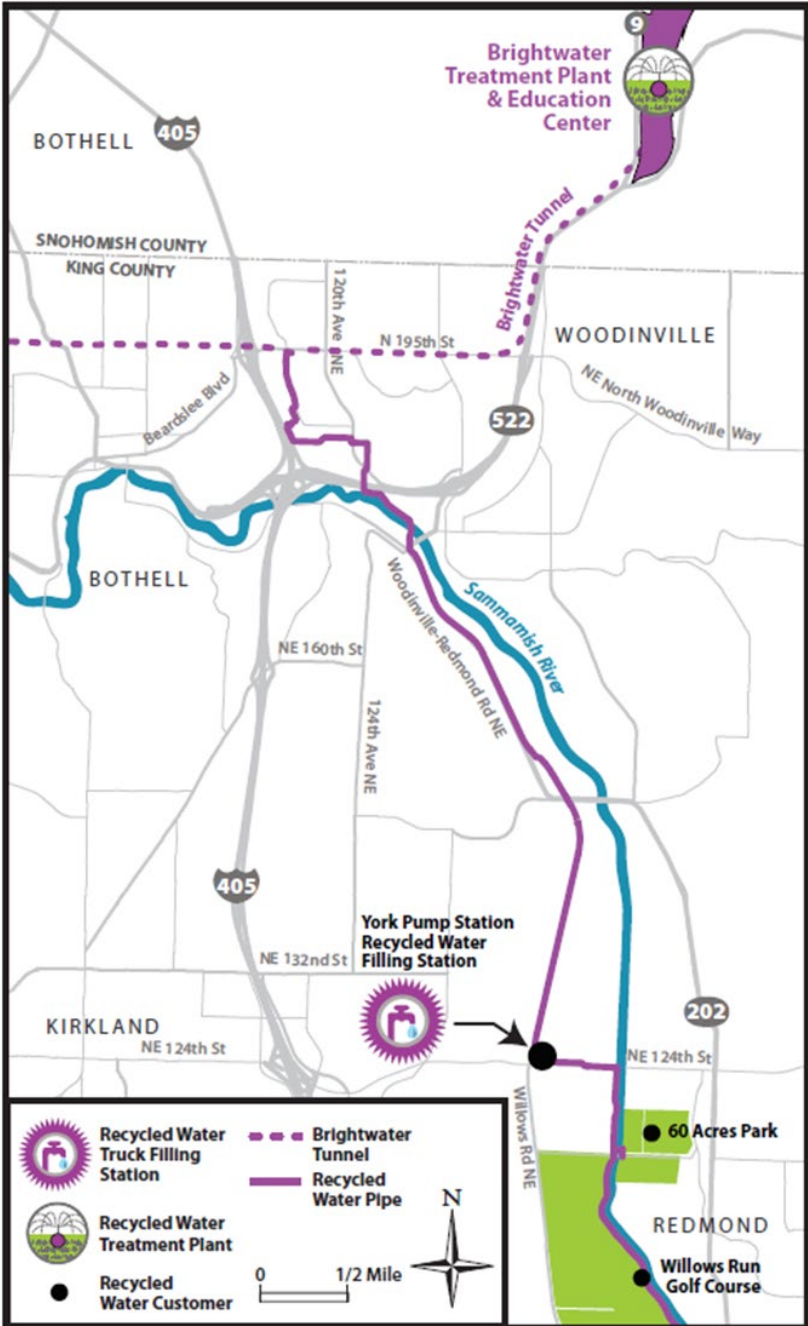 9
Brightwater
Treatment Plant
& Education
Center
BOTHELL
405
SNOHOMISH COUNTY
KING COUNTY
Brightwater Tunnel
120th Ave NE
N 195th St
WOODINVILLE
NE North Woodinville Way
Beardslee Blvd
522
BOTHELL
Sammamish River
Woodinville-Redmond Rd NE
NE 160th St
124th Ave NE
405
York Pump Station
Recycled Water
Filling Station
NE 132nd St
202
KIRKLAND
NE 124th St
NE 124th St
Willows Rd NE
60 Acres Park
REDMOND
Willows Run
Golf Course
Recycled Water
Truck Filling
Station
Brightwater
Tunnel
Recycled
Water Pipe
Recycled Water
Treatment Plant
Recycled
Water Customer
0 1/2 Mile
N